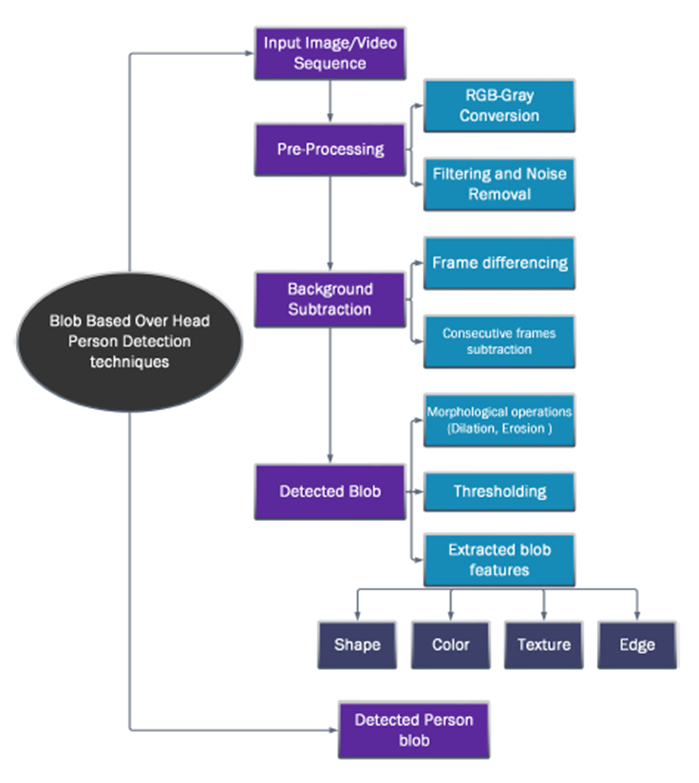 Input Image/Video
Sequence
RGB-Gray
Conversion
Pre-Processing
Filtering and Noise
Removal
Frame differencing
Background
Subtraction
Consecutive frames
subtraction
Blob Based Over Head
Person Detection
techniques
Morphological operations
(Dilation, Erosion )
Detected Blob
Thresholding
Extracted blob
features
Shape
Color
Texture
Edge
Detected Person
blob